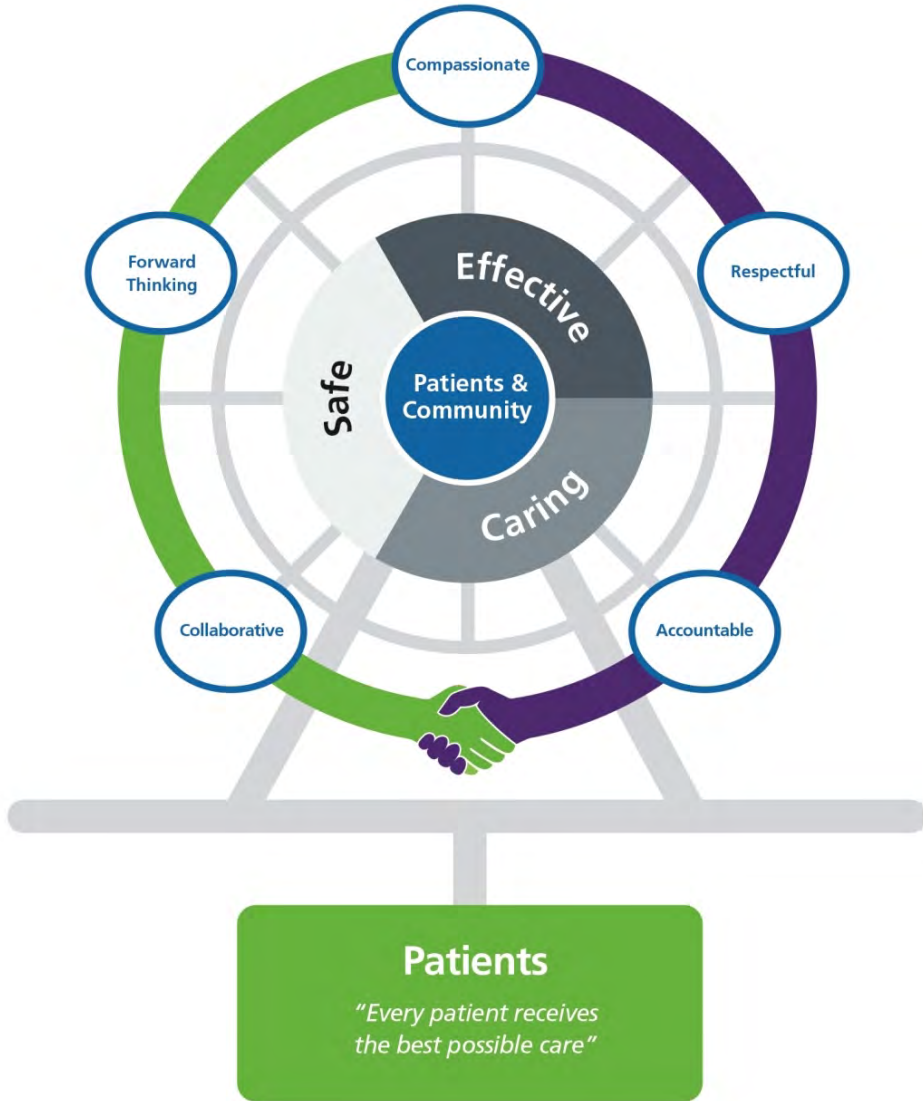 Compassionate
Forward
Thinking
Respectful
Effective
Safe
Patients &
Community
Caring
Collaborative
Accountable
Patients
“Every patient receives
the best possible care”